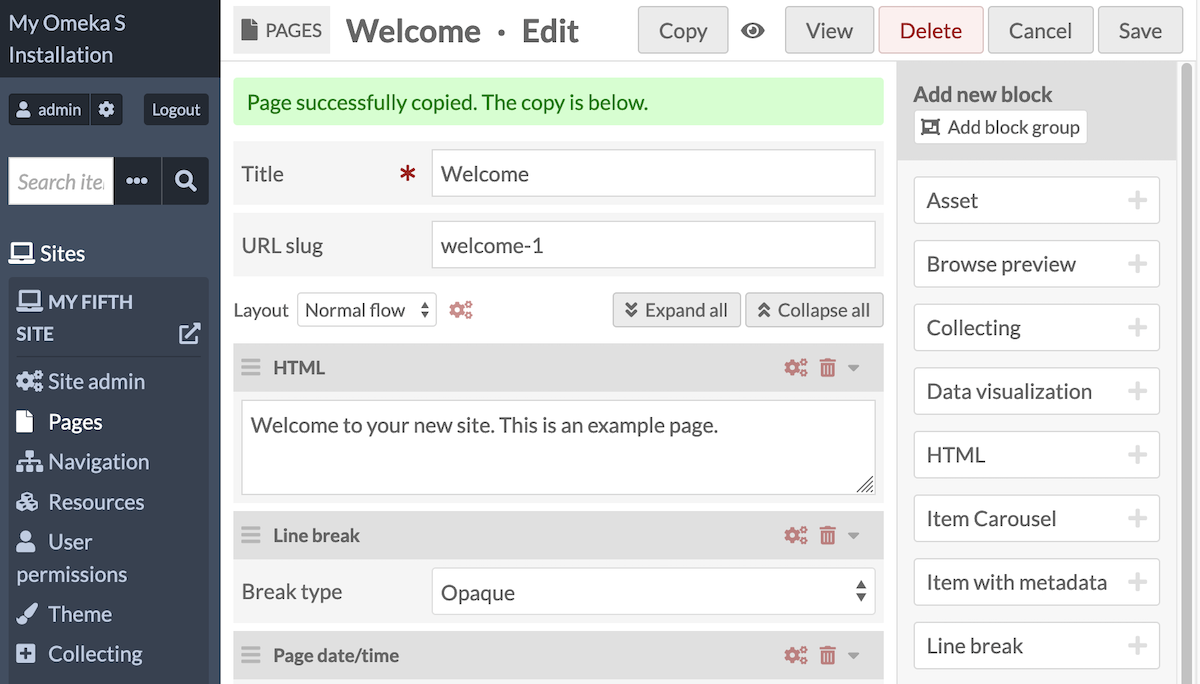 My Omeka S
Installation
admin
Logout
Search ite
Sites
MY FIFTH
SITE
Site admin
Pages
Navigation
Resources
User
permissions
Theme
Collecting
PAGES
Welcome · Edit
Copy
View
Delete
Cancel
Save
Page successfully copied. The copy is below.
Title * Welcome
URL slug welcome-1
Layout Normal flow Expand all Collapse all
HTML
Welcome to your new site. This is an example page.
Line break
Break type Opaque
Page date/time
Add new block
Add block group
Asset
Browse preview
Collecting
Data visualization
HTML
Item Carousel
Item with metadata
Line break